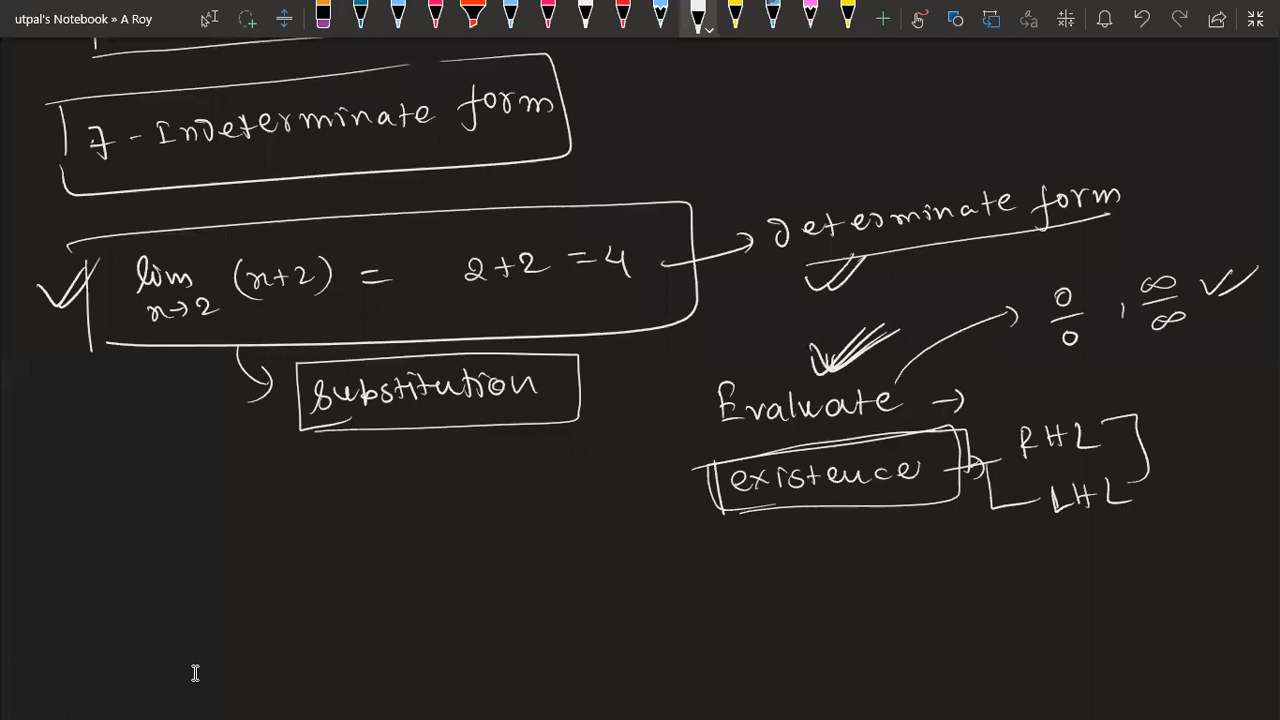 utpal's Notebook » A Roy
7 - Indeterminate form
lim (x+2) = 2+2 = 4
x→2
→ Determinate form
substitution
0/0 , ∞/∞
Evaluate →
existence → RHL
LHL